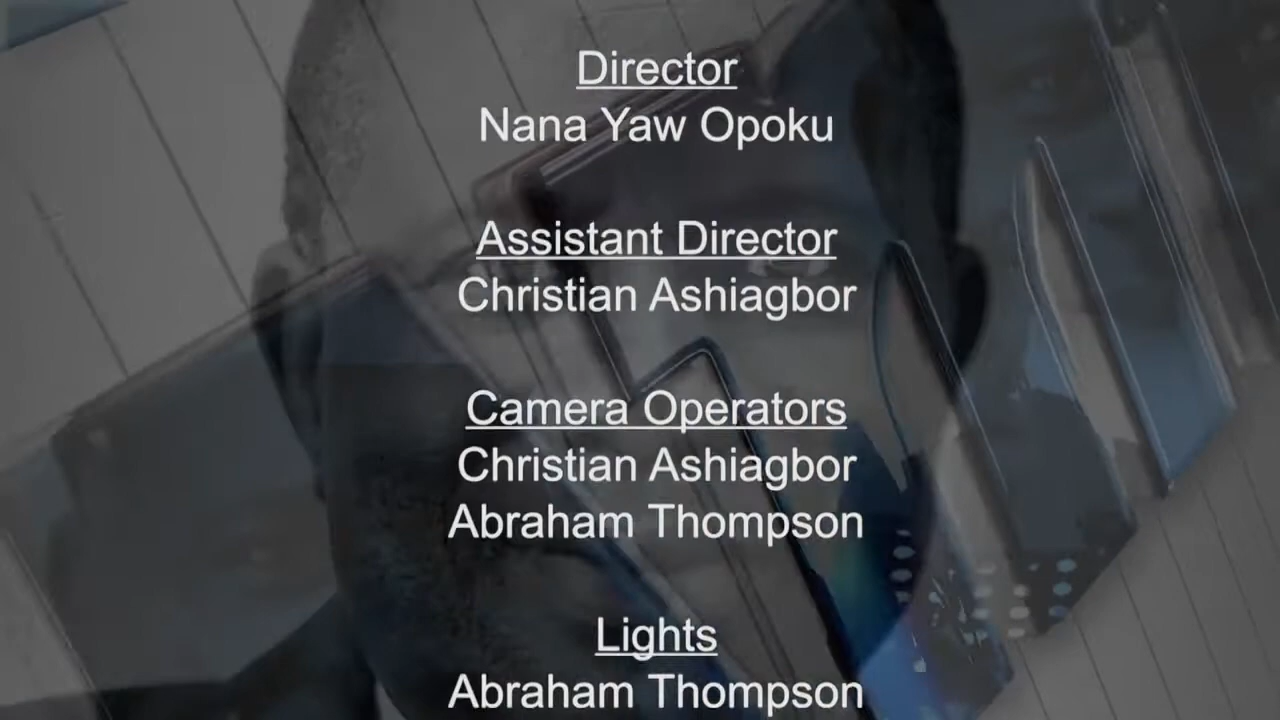 Director
Nana Yaw Opoku
Assistant Director
Christian Ashiagbor
Camera Operators
Christian Ashiagbor
Abraham Thompson
Lights
Abraham Thompson